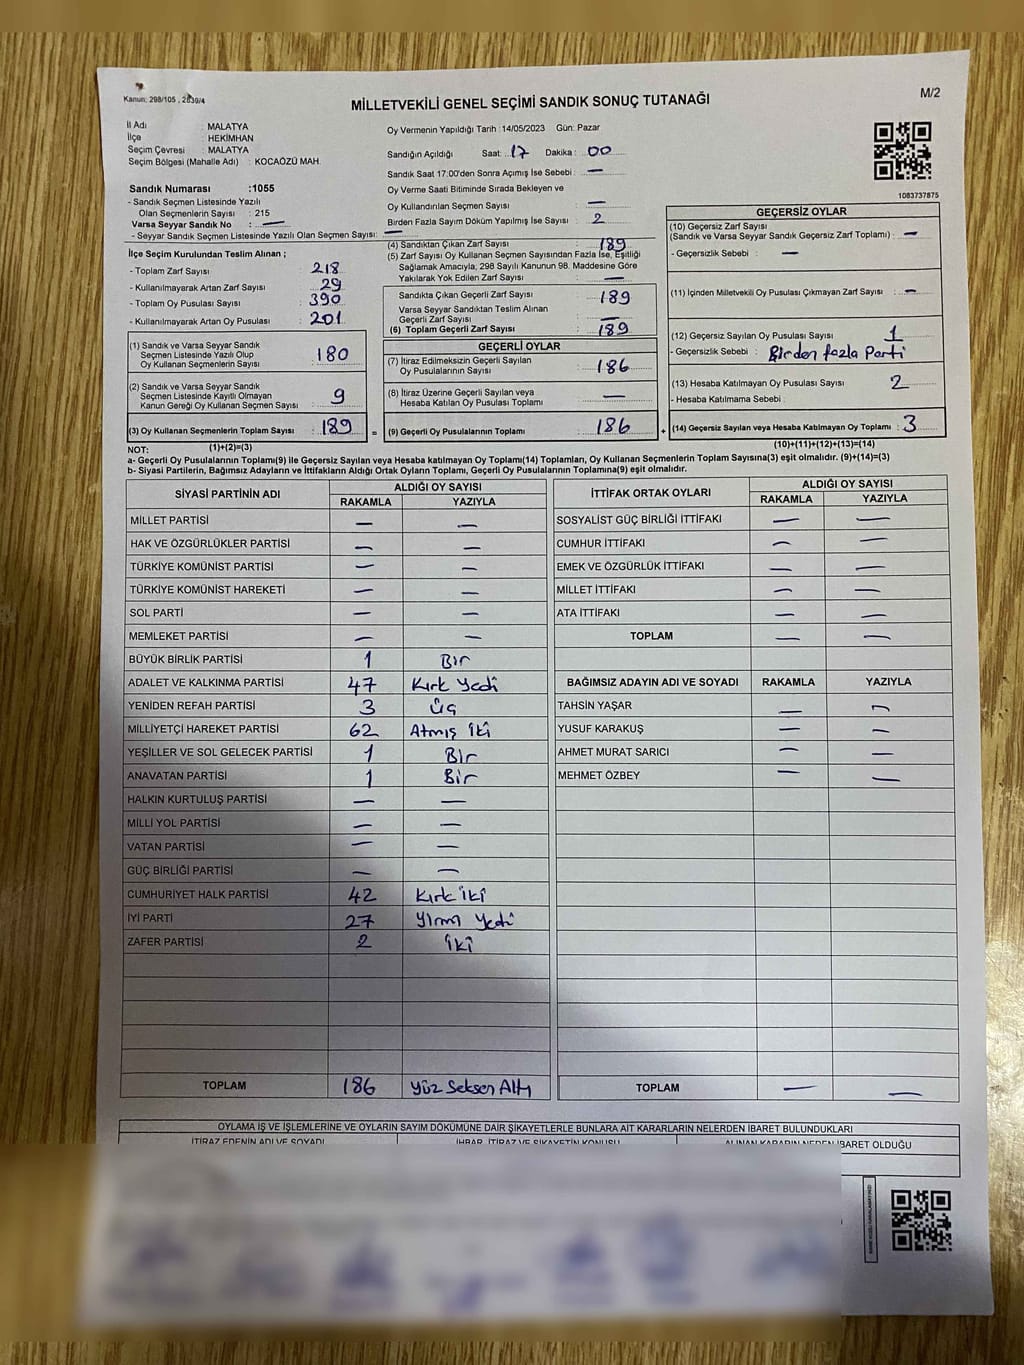 Kanun: 298/105 , 2839/4
MİLLETVEKİLİ GENEL SEÇİMİ SANDIK SONUÇ TUTANAĞI
M/2
İl Adı : MALATYA
İlçe : HEKİMHAN
Seçim Çevresi : MALATYA
Seçim Bölgesi (Mahalle Adı) : KOCAÖZÜ MAH.
Sandık Numarası :1055
- Sandık Seçmen Listesinde Yazılı
Olan Seçmenlerin Sayısı : 215
Varsa Seyyar Sandık No : —
- Seyyar Sandık Seçmen Listesinde Yazılı Olan Seçmen Sayısı: —
İlçe Seçim Kurulundan Teslim Alınan ;
- Toplam Zarf Sayısı : 218
- Kullanılmayarak Artan Zarf Sayısı : 29
- Toplam Oy Pusulası Sayısı : 390
- Kullanılmayarak Artan Oy Pusulası : 201
(1) Sandık ve Varsa Seyyar Sandık
Seçmen Listesinde Yazılı Olup
Oy Kullanan Seçmenlerin Sayısı : 180
(2) Sandık ve Varsa Seyyar Sandık
Seçmen Listesinde Kayıtlı Olmayan
Kanun Gereği Oy Kullanan Seçmen Sayısı : 9
(3) Oy Kullanan Seçmenlerin Toplam Sayısı : 189
Oy Vermenin Yapıldığı Tarih :14/05/2023 Gün: Pazar
Sandığın Açıldığı Saat: 17 Dakika : 00
Sandık Saat 17:00'den Sonra Açımış İse Sebebi : —
Oy Verme Saati Bitiminde Sırada Bekleyen ve
Oy Kullandırılan Seçmen Sayısı : —
Birden Fazla Sayım Döküm Yapılmış İse Sayısı : 2
(4) Sandıktan Çıkan Zarf Sayısı : 189
(5) Zarf Sayısı Oy Kullanan Seçmen Sayısından Fazla İse, Eşitliği
Sağlamak Amacıyla, 298 Sayılı Kanunun 98. Maddesine Göre
Yakılarak Yok Edilen Zarf Sayısı : —
Sandıkta Çıkan Geçerli Zarf Sayısı : 189
Varsa Seyyar Sandıktan Teslim Alınan
Geçerli Zarf Sayısı : —
(6) Toplam Geçerli Zarf Sayısı : 189
GEÇERLİ OYLAR
(7) İtiraz Edilmeksizin Geçerli Sayılan
Oy Pusulalarının Sayısı : 186
(8) İtiraz Üzerine Geçerli Sayılan veya
Hesaba Katılan Oy Pusulası Toplamı : —
= (9) Geçerli Oy Pusulalarının Toplamı : 186
1083737875
GEÇERSİZ OYLAR
(10) Geçersiz Zarf Sayısı
(Sandık ve Varsa Seyyar Sandık Geçersiz Zarf Toplamı) : —
- Geçersizlik Sebebi : —
(11) İçinden Milletvekili Oy Pusulası Çıkmayan Zarf Sayısı : —
(12) Geçersiz Sayılan Oy Pusulası Sayısı : 1
- Geçersizlik Sebebi : Birden fazla Parti
(13) Hesaba Katılmayan Oy Pusulası Sayısı : 2
- Hesaba Katılmama Sebebi :
+ (14) Geçersiz Sayılan veya Hesaba Katılmayan Oy Toplamı : 3
NOT: (1)+(2)=(3) (10)+(11)+(12)+(13)=(14)
a- Geçerli Oy Pusulalarının Toplamı(9) ile Geçersiz Sayılan veya Hesaba Katılmayan Oy Toplamı(14) Toplamları, Oy Kullanan Seçmenlerin Toplam Sayısına(3) eşit olmalıdır. (9)+(14)=(3)
b- Siyasi Partilerin, Bağımsız Adayların ve İttifakların Aldığı Ortak Oyların Toplamı, Geçerli Oy Pusulalarının Toplamına(9) eşit olmalıdır.
SİYASİ PARTİNİN ADI ALDIĞI OY SAYISI
RAKAMLA YAZIYLA
MİLLET PARTİSİ — —
HAK VE ÖZGÜRLÜKLER PARTİSİ — —
TÜRKİYE KOMÜNİST PARTİSİ — —
TÜRKİYE KOMÜNİST HAREKETİ — —
SOL PARTİ — —
MEMLEKET PARTİSİ — —
BÜYÜK BİRLİK PARTİSİ 1 Bir
ADALET VE KALKINMA PARTİSİ 47 Kırk Yedi
YENİDEN REFAH PARTİSİ 3 Üç
MİLLİYETÇİ HAREKET PARTİSİ 62 Atmış iki
YEŞİLLER VE SOL GELECEK PARTİSİ 1 Bir
ANAVATAN PARTİSİ 1 Bir
HALKIN KURTULUŞ PARTİSİ — —
MİLLİ YOL PARTİSİ — —
VATAN PARTİSİ — —
GÜÇ BİRLİĞİ PARTİSİ — —
CUMHURİYET HALK PARTİSİ 42 Kırk iki
İYİ PARTİ 27 Yirmi Yedi
ZAFER PARTİSİ 2 iki
TOPLAM 186 Yüz Seksen Altı
İTTİFAK ORTAK OYLARI ALDIĞI OY SAYISI
RAKAMLA YAZIYLA
SOSYALİST GÜÇ BİRLİĞİ İTTİFAKI — —
CUMHUR İTTİFAKI — —
EMEK VE ÖZGÜRLÜK İTTİFAKI — —
MİLLET İTTİFAKI — —
ATA İTTİFAKI — —
TOPLAM — —
BAĞIMSIZ ADAYIN ADI VE SOYADI RAKAMLA YAZIYLA
TAHSİN YAŞAR — —
YUSUF KARAKUŞ — —
AHMET MURAT SARICI — —
MEHMET ÖZBEY — —
TOPLAM — —
OYLAMA İŞ VE İŞLEMLERİNE VE OYLARIN SAYIM DÖKÜMÜNE DAİR ŞİKAYETLERLE BUNLARA AİT KARARLARIN NELERDEN İBARET BULUNDUKLARI
İTİRAZ EDENİN ADI VE SOYADI İHBAR, İTİRAZ VE ŞİKAYETİN KONUSU ALINAN KARARIN NEDEN İBARET OLDUĞU